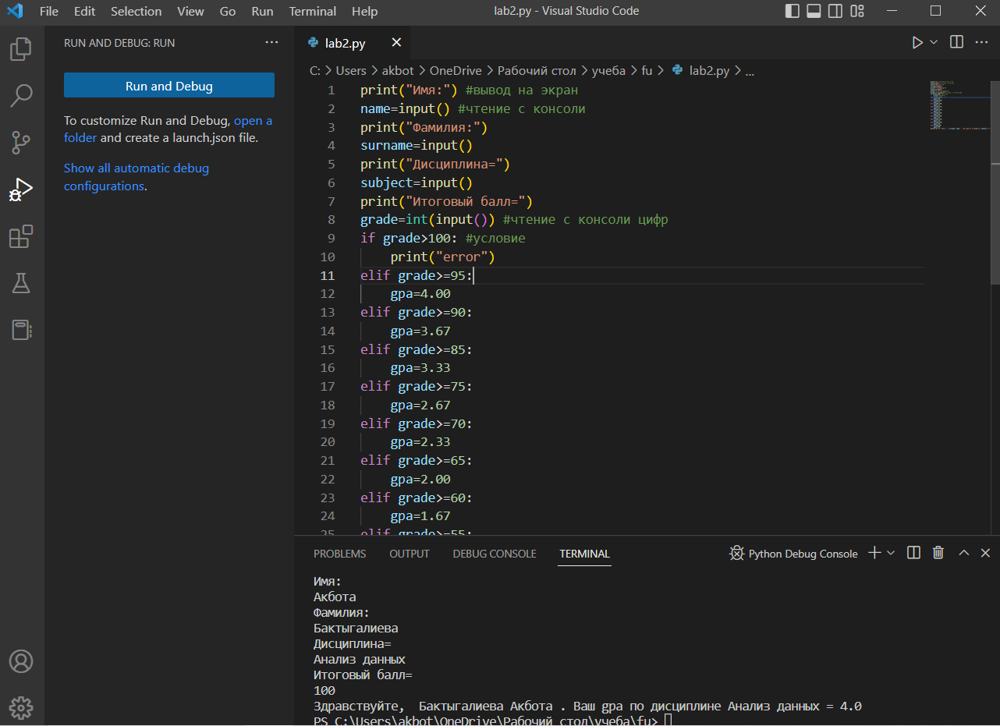 File Edit Selection View Go Run Terminal Help lab2.py - Visual Studio Code
RUN AND DEBUG: RUN ...
Run and Debug
To customize Run and Debug, open a
folder and create a launch.json file.
Show all automatic debug
configurations.
lab2.py
C: > Users > akbot > OneDrive > Рабочий стол > учеба > fu > lab2.py > ...
1 print("Имя:") #вывод на экран
2 name=input() #чтение с консоли
3 print("Фамилия:")
4 surname=input()
5 print("Дисциплина=")
6 subject=input()
7 print("Итоговый балл=")
8 grade=int(input()) #чтение с консоли цифр
9 if grade>100: #условие
10 print("error")
11 elif grade>=95:
12 gpa=4.00
13 elif grade>=90:
14 gpa=3.67
15 elif grade>=85:
16 gpa=3.33
17 elif grade>=75:
18 gpa=2.67
19 elif grade>=70:
20 gpa=2.33
21 elif grade>=65:
22 gpa=2.00
23 elif grade>=60:
24 gpa=1.67
25 elif grade>=55:
PROBLEMS OUTPUT DEBUG CONSOLE TERMINAL Python Debug Console
Имя:
Акбота
Фамилия:
Бактыгалиева
Дисциплина=
Анализ данных
Итоговый балл=
100
Здравствуйте,  Бактыгалиева Акбота . Ваш gpa по дисциплине Анализ данных = 4.0
PS C:\Users\akbot\OneDrive\Рабочий стол\учеба\fu>